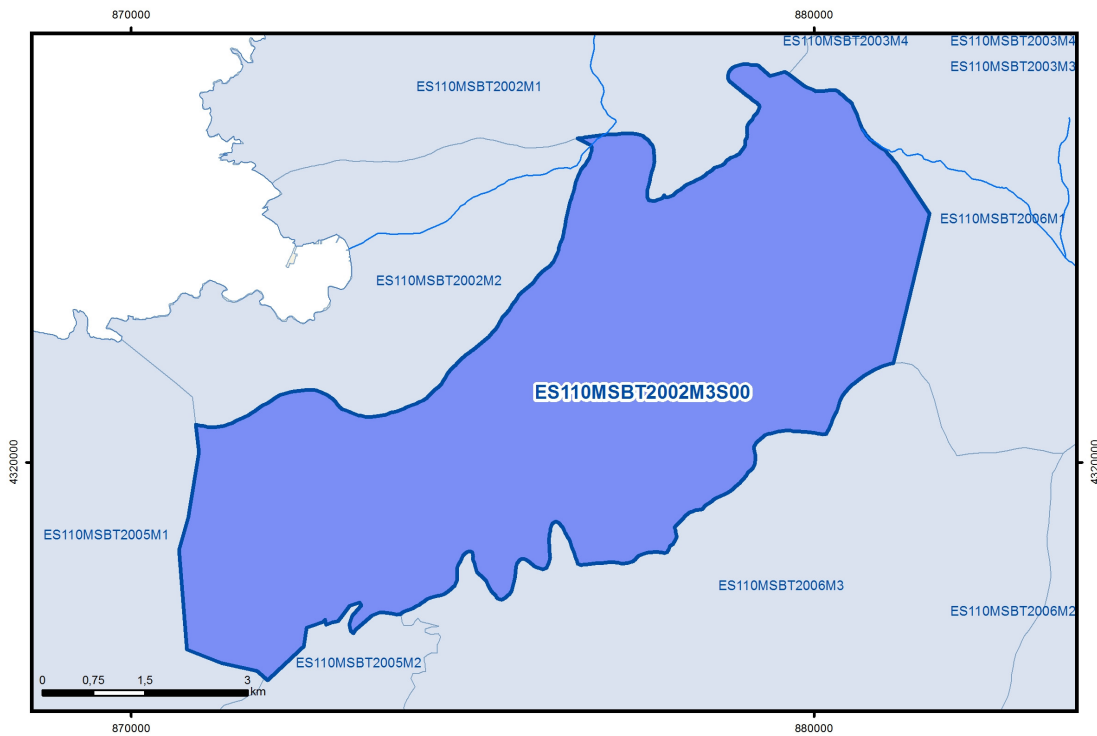 870000
880000
ES110MSBT2003M4
ES110MSBT2003M4
ES110MSBT2003M3
ES110MSBT2002M1
ES110MSBT2006M1
ES110MSBT2002M2
ES110MSBT2002M3S00
4320000
4320000
ES110MSBT2005M1
ES110MSBT2006M3
ES110MSBT2006M2
ES110MSBT2005M2
0 0,75 1,5 3
km
870000
880000